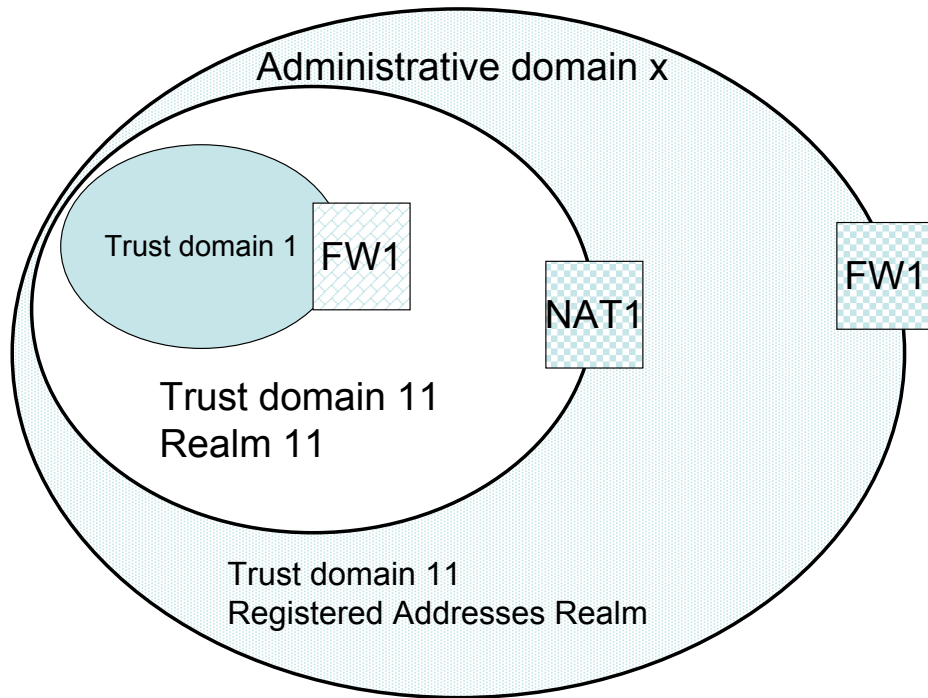 Administrative domain x
Trust domain 1
FW1
FW1
NAT1
Trust domain 11
Realm 11
Trust domain 11
Registered Addresses Realm